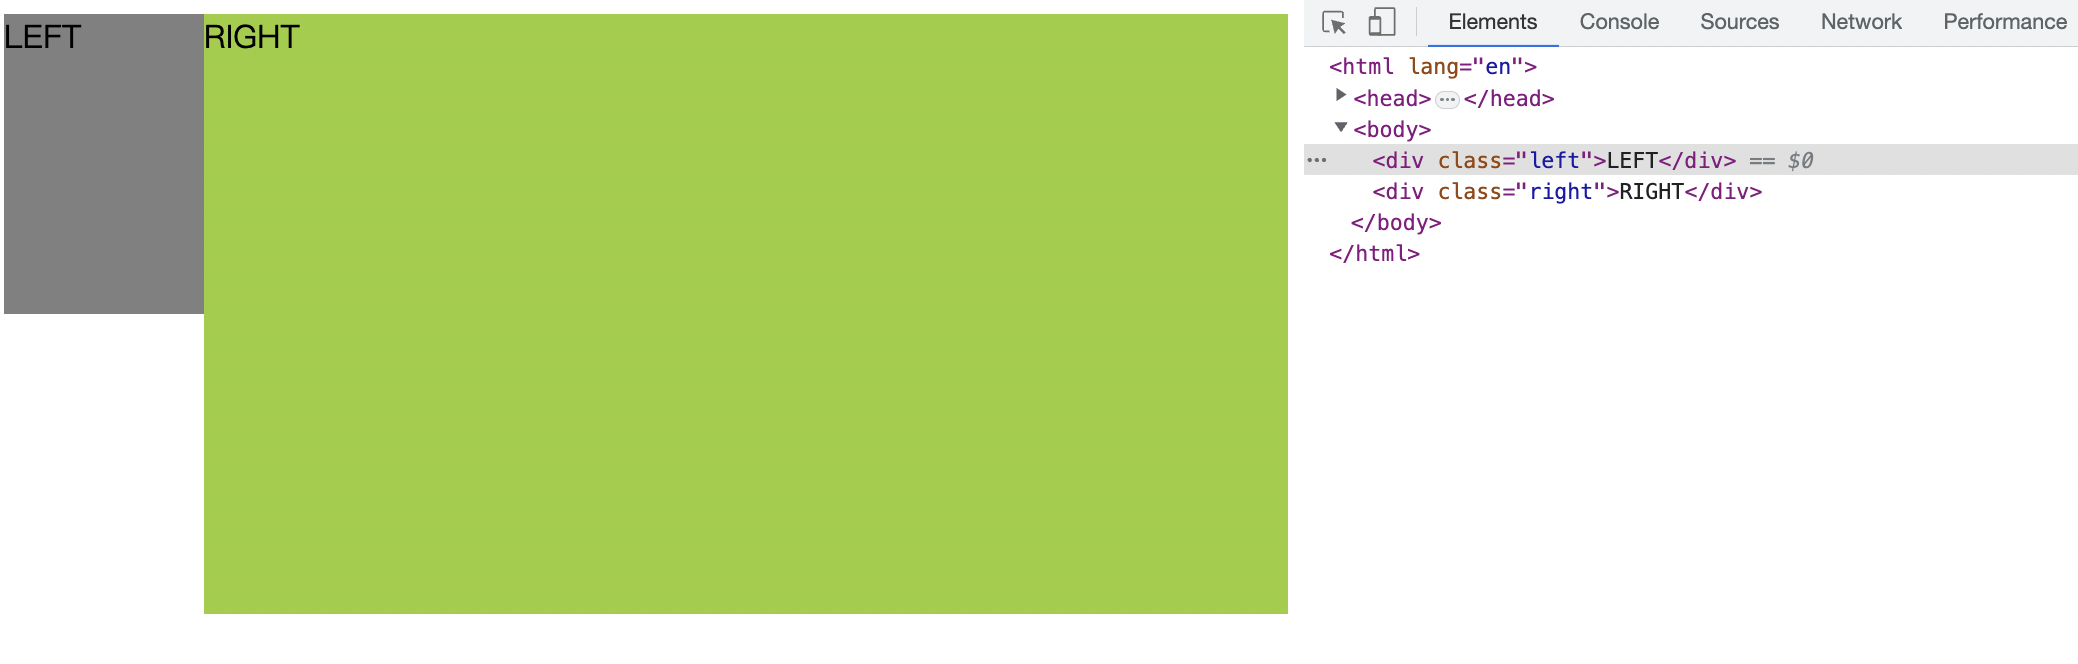 LEFT
RIGHT
Elements Console Sources Network Performance
<html lang="en">
<head> ··· </head>
<body>
··· <div class="left">LEFT</div> == $0
<div class="right">RIGHT</div>
</body>
</html>